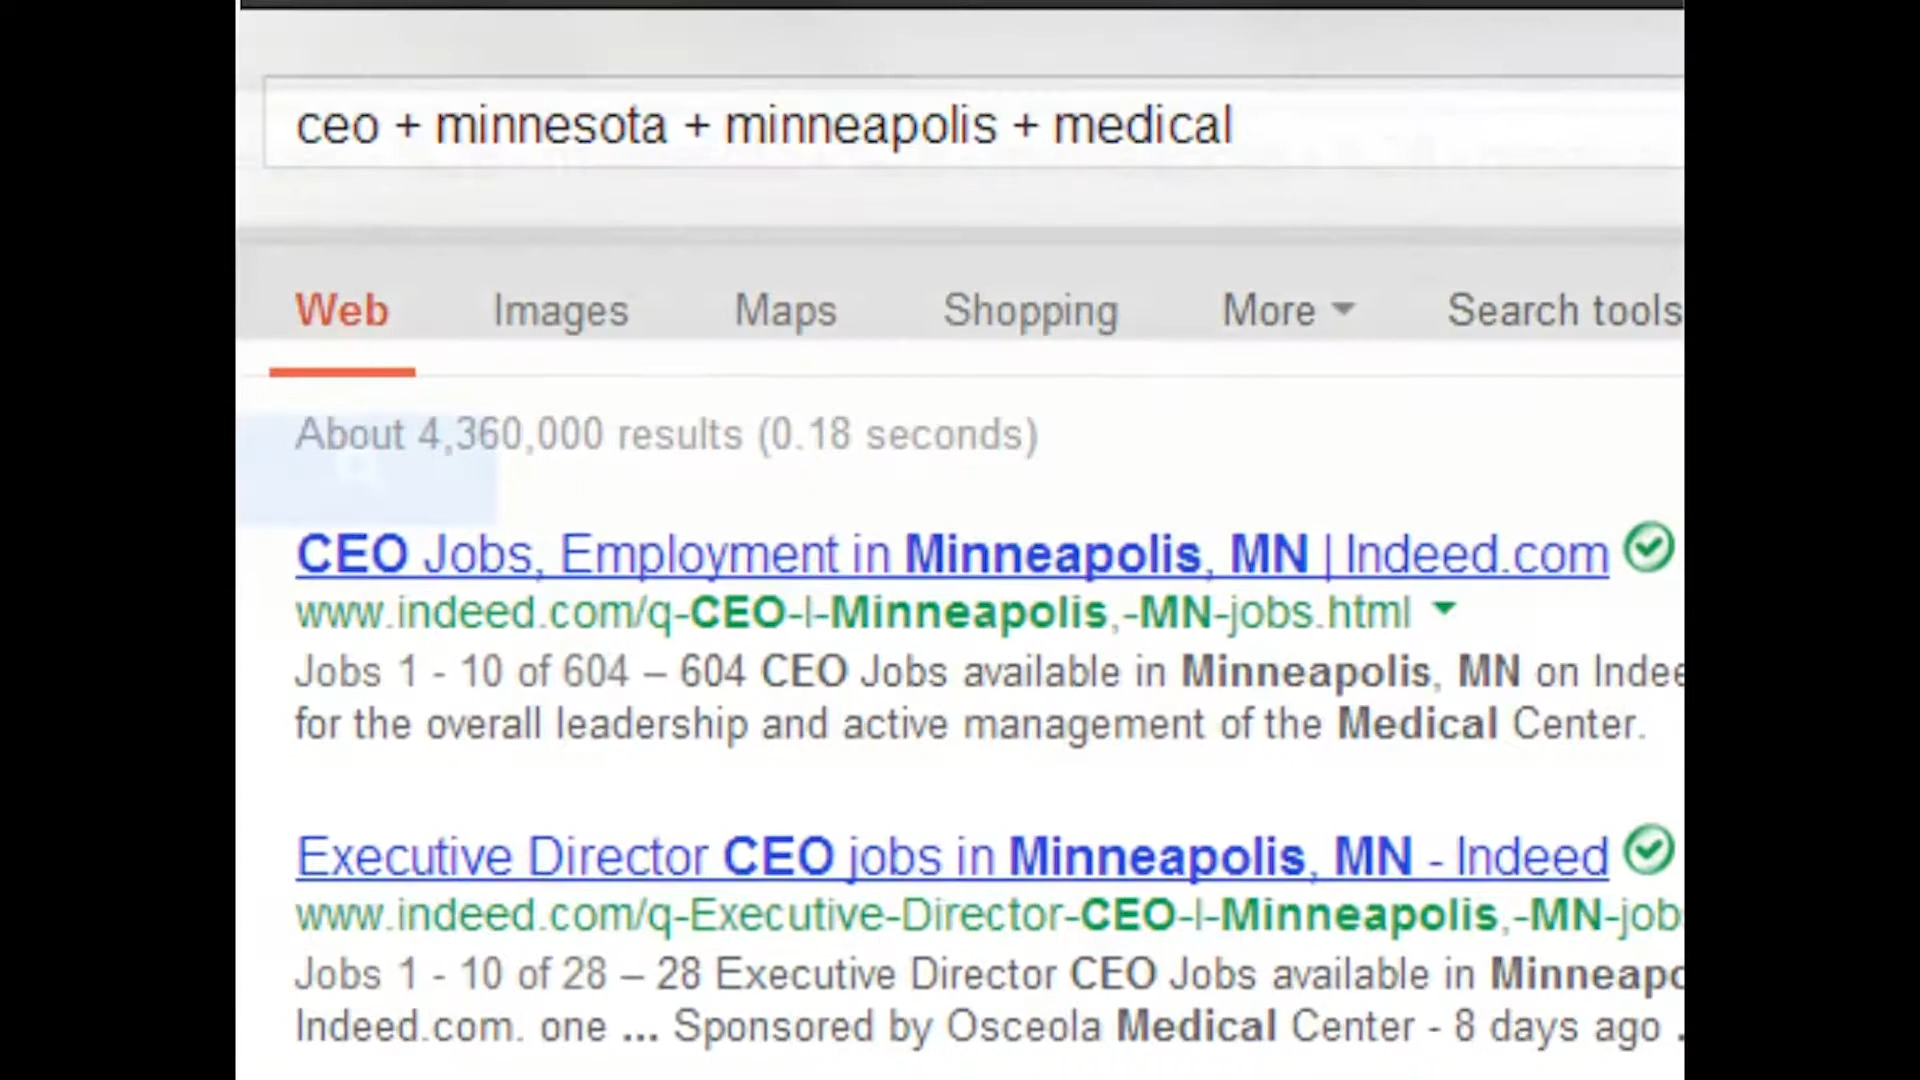 ceo + minnesota + minneapolis + medical
Web Images Maps Shopping More Search tools
About 4,360,000 results (0.18 seconds)
CEO Jobs, Employment in Minneapolis, MN | Indeed.com
www.indeed.com/q-CEO-l-Minneapolis,-MN-jobs.html
Jobs 1 - 10 of 604 – 604 CEO Jobs available in Minneapolis, MN on Indee
for the overall leadership and active management of the Medical Center.
Executive Director CEO jobs in Minneapolis, MN - Indeed
www.indeed.com/q-Executive-Director-CEO-l-Minneapolis,-MN-job
Jobs 1 - 10 of 28 – 28 Executive Director CEO Jobs available in Minneapo
Indeed.com. one ... Sponsored by Osceola Medical Center - 8 days ago .